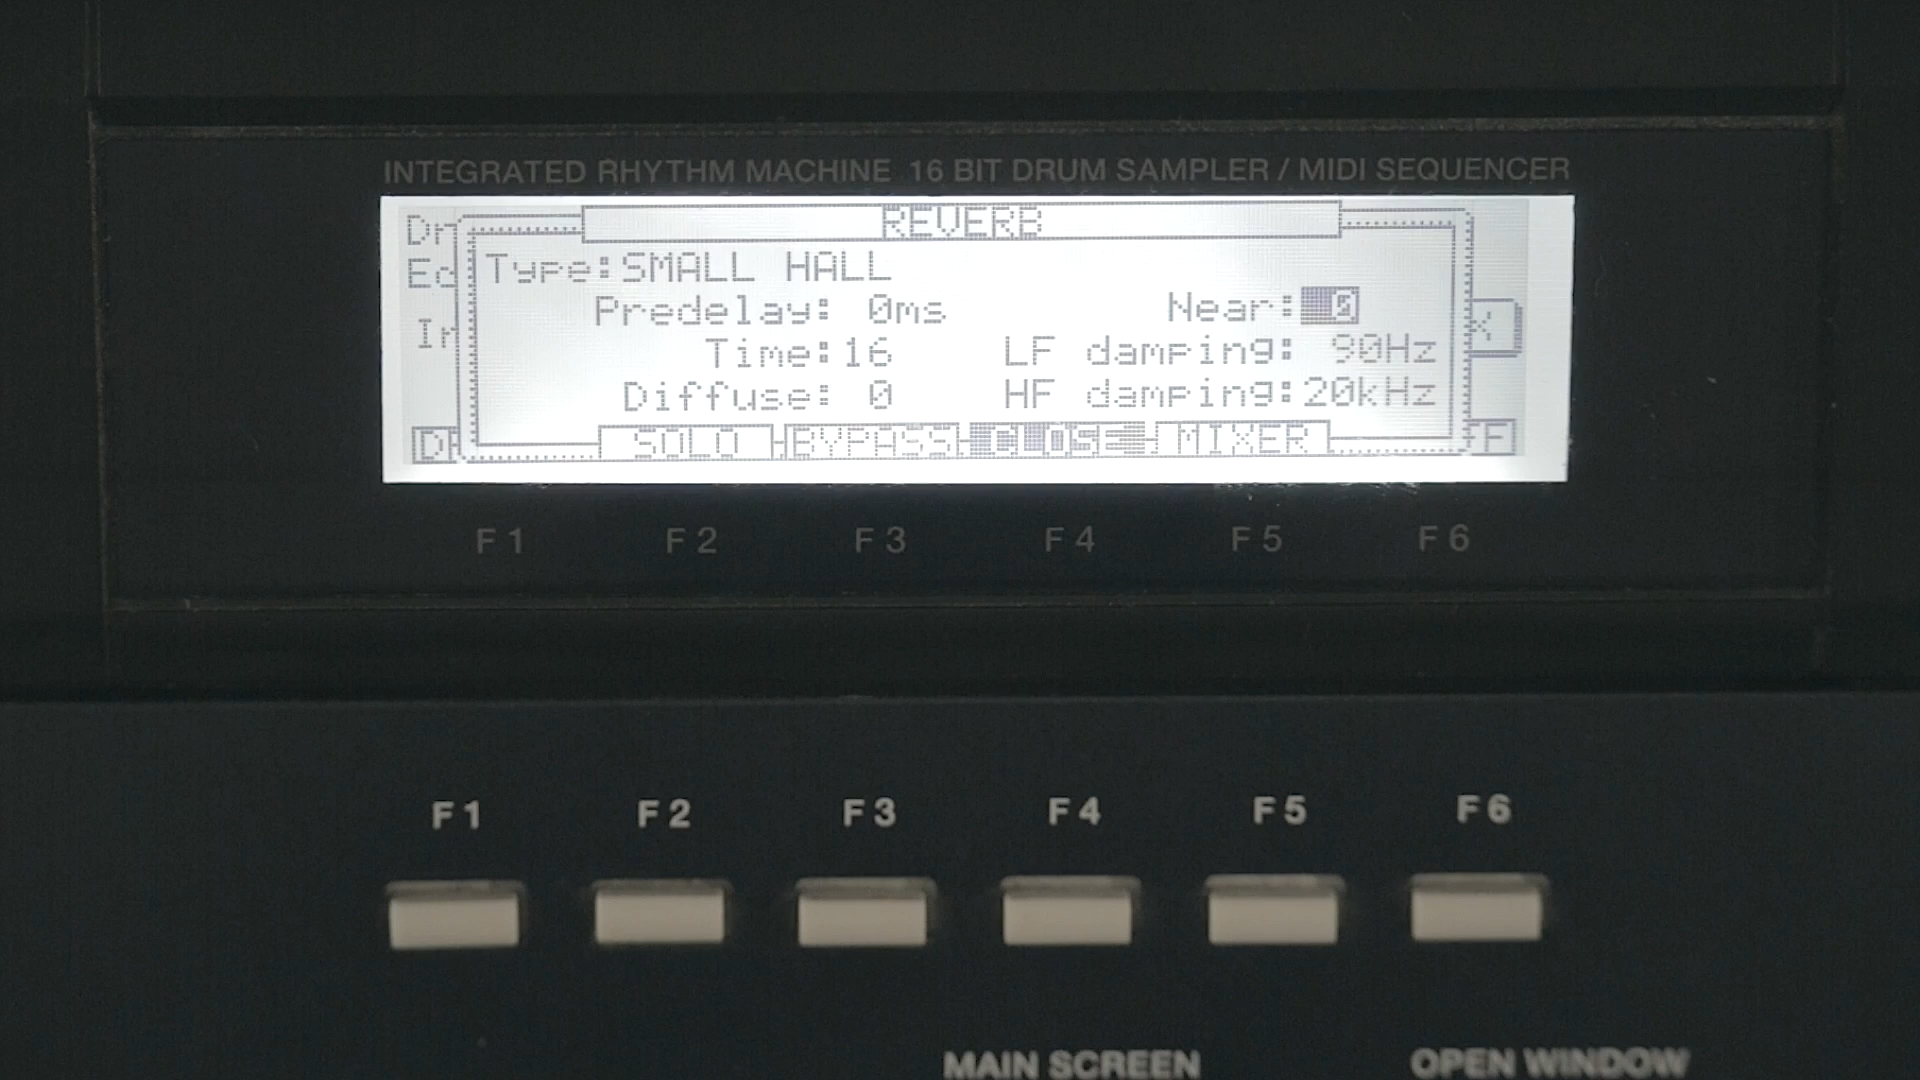 INTEGRATED RHYTHM MACHINE 16 BIT DRUM SAMPLER / MIDI SEQUENCER
REVERB
Type:SMALL HALL
Predelay: 0ms Near: 0
Time:16 LF damping: 90Hz
Diffuse: 0 HF damping:20kHz
SOLO BYPASS CLOSE MIXER
F1 F2 F3 F4 F5 F6
F1 F2 F3 F4 F5 F6
MAIN SCREEN OPEN WINDOW